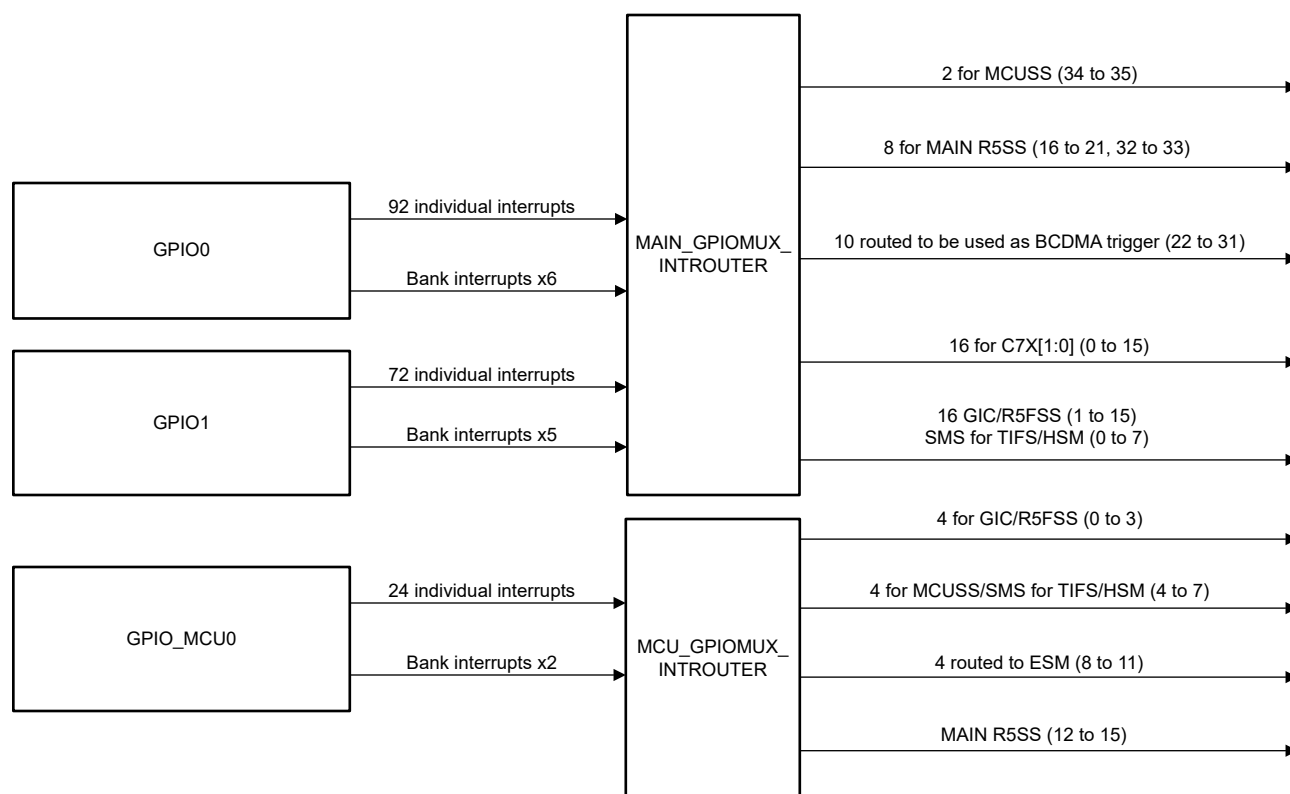 GPIO0
92 individual interrupts
Bank interrupts x6
GPIO1
72 individual interrupts
Bank interrupts x5
MAIN_GPIOMUX_
INTROUTER
2 for MCUSS (34 to 35)
8 for MAIN R5SS (16 to 21, 32 to 33)
10 routed to be used as BCDMA trigger (22 to 31)
16 for C7X[1:0] (0 to 15)
16 GIC/R5FSS (1 to 15)
SMS for TIFS/HSM (0 to 7)
GPIO_MCU0
24 individual interrupts
Bank interrupts x2
MCU_GPIOMUX_
INTROUTER
4 for GIC/R5FSS (0 to 3)
4 for MCUSS/SMS for TIFS/HSM (4 to 7)
4 routed to ESM (8 to 11)
MAIN R5SS (12 to 15)